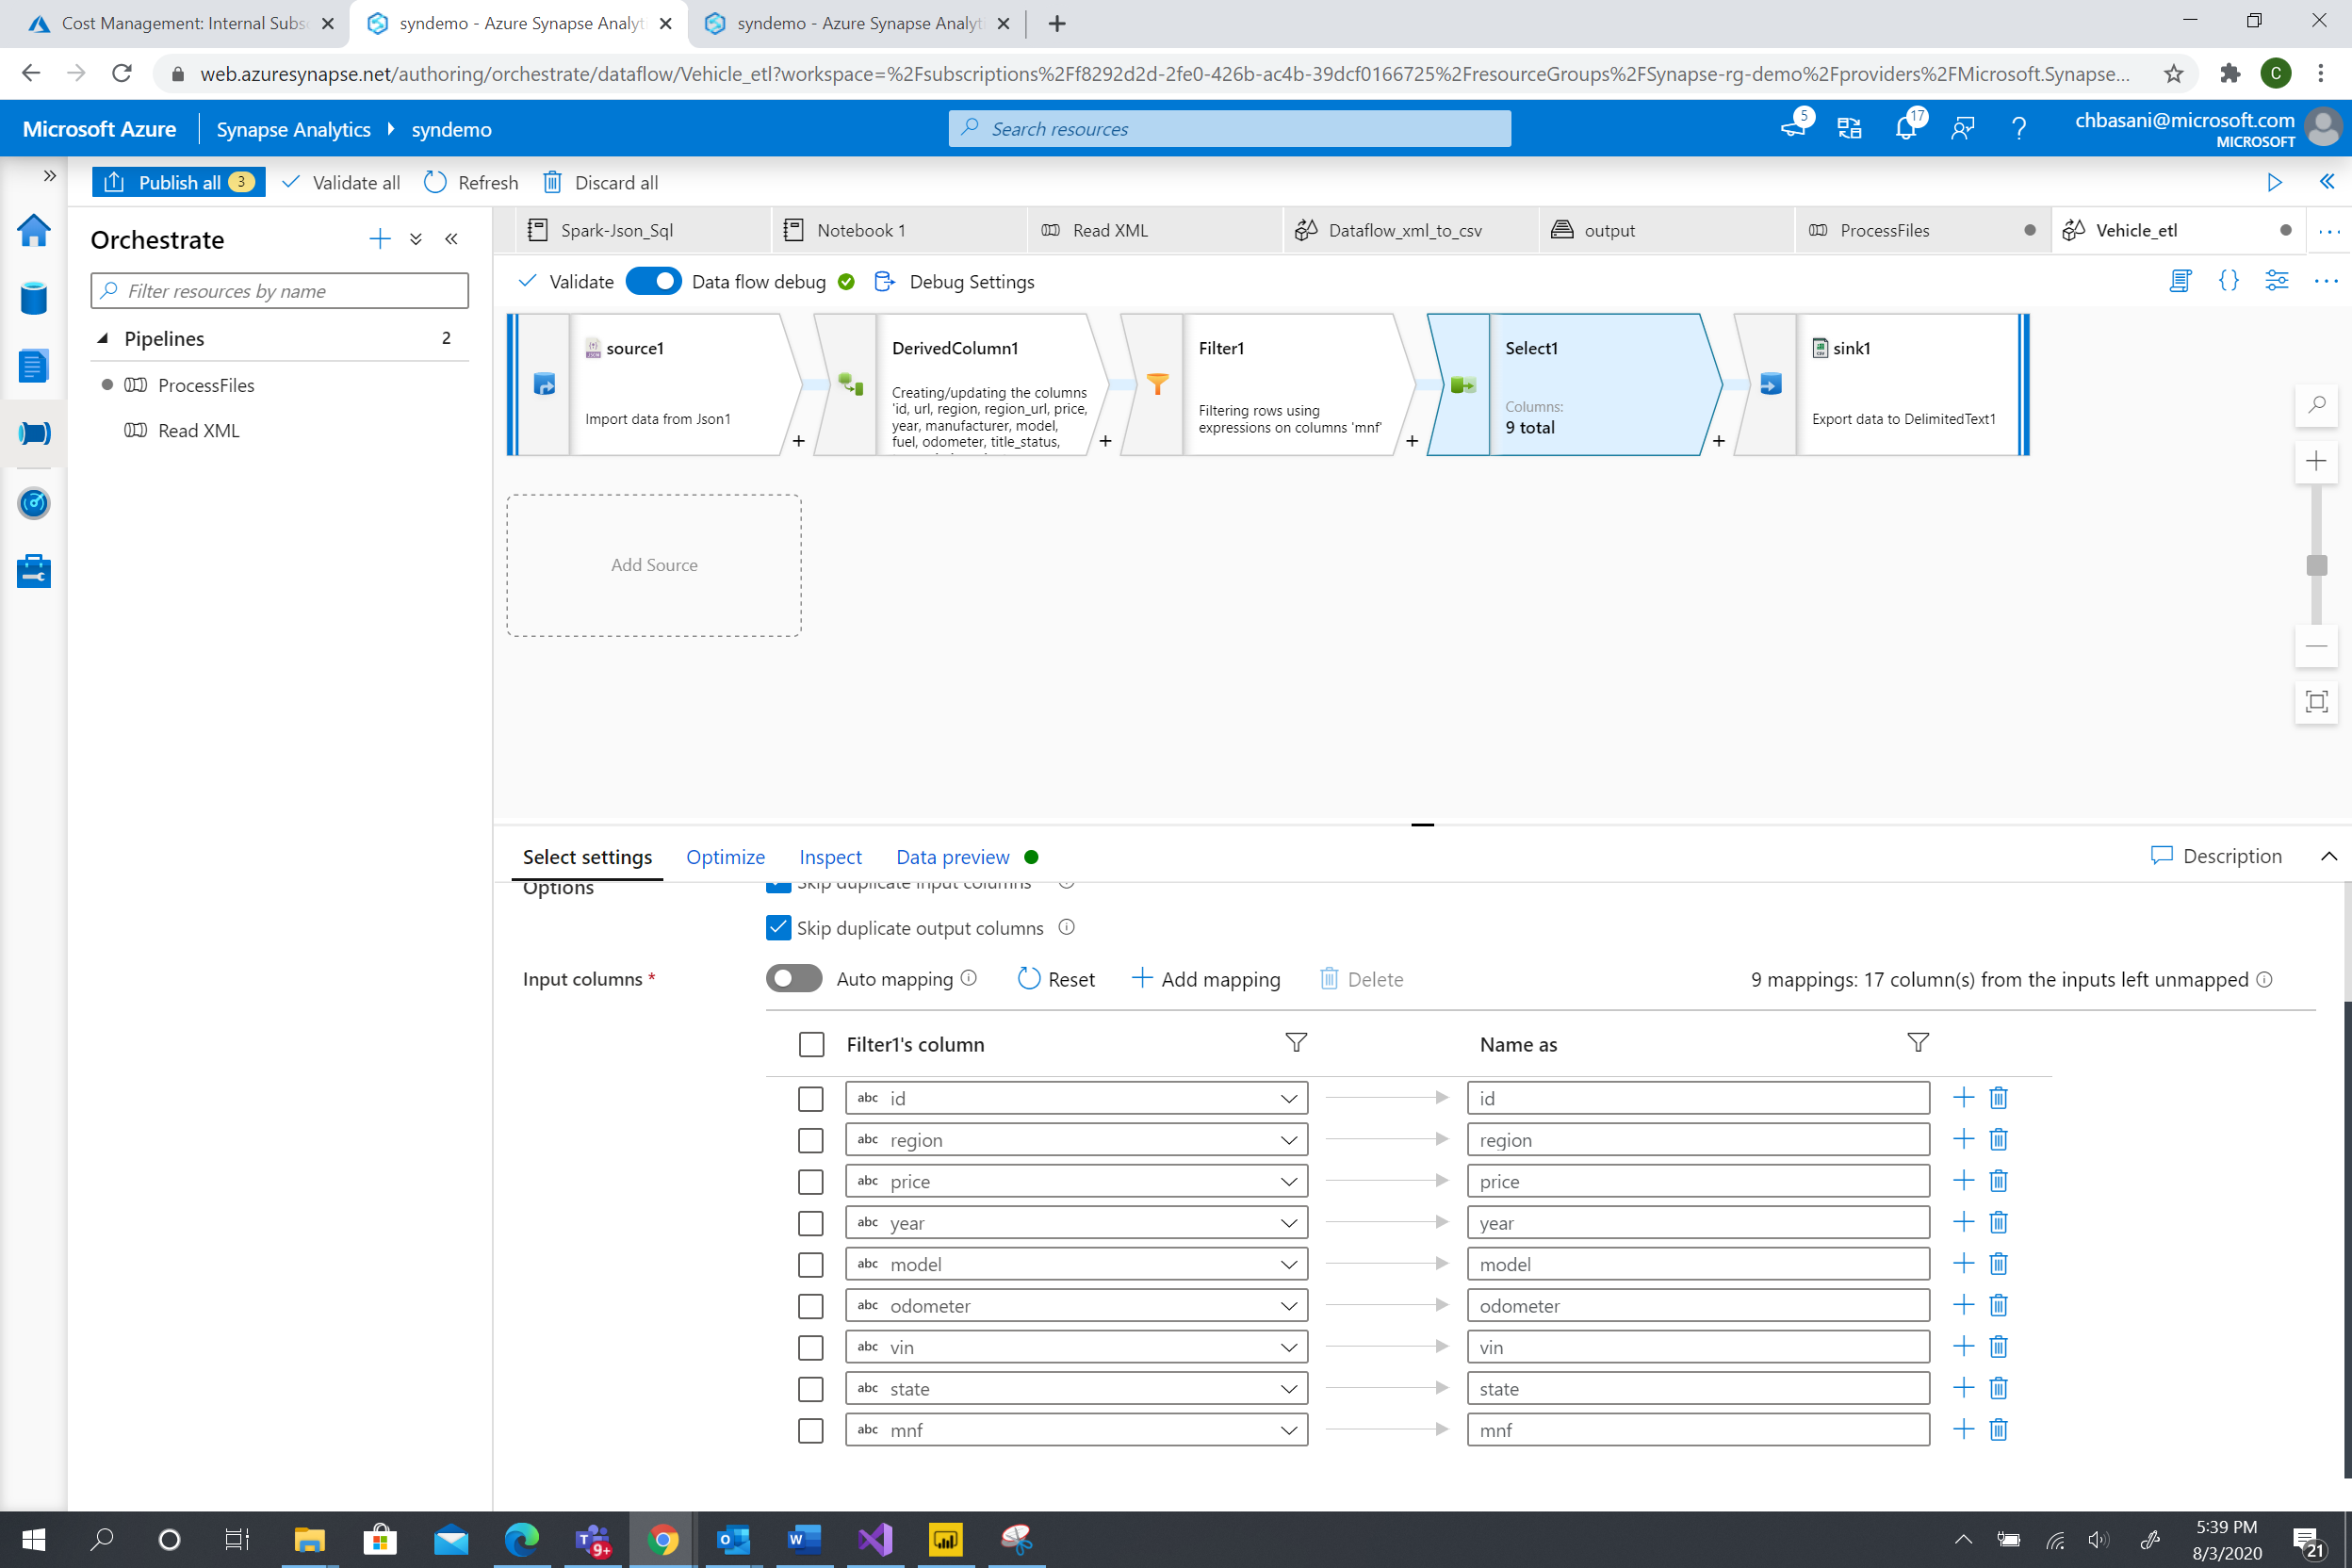 Cost Management: Internal Subs
syndemo - Azure Synapse Analyt
syndemo - Azure Synapse Analyt
web.azuresynapse.net/authoring/orchestrate/dataflow/Vehicle_etl?workspace=%2Fsubscriptions%2Ff8292d2d-2fe0-426b-ac4b-39dcf0166725%2FresourceGroups%2FSynapse-rg-demo%2Fproviders%2FMicrosoft.Synapse...
C
Microsoft Azure
Synapse Analytics
syndemo
Search resources
5
17
chbasani@microsoft.com
MICROSOFT
Publish all 3
Validate all
Refresh
Discard all
Orchestrate
Filter resources by name
Pipelines 2
ProcessFiles
Read XML
Spark-Json_Sql
Notebook 1
Read XML
Dataflow_xml_to_csv
output
ProcessFiles
Vehicle_etl
Validate
Data flow debug
Debug Settings
source1
Import data from Json1
DerivedColumn1
Creating/updating the columns
'id, url, region, region_url, price,
year, manufacturer, model,
fuel, odometer, title_status,
Filter1
Filtering rows using
expressions on columns 'mnf'
Select1
Columns:
9 total
sink1
Export data to DelimitedText1
Add Source
Select settings
Optimize
Inspect
Data preview
Description
Options
Skip duplicate input columns
Skip duplicate output columns
Input columns *
Auto mapping
Reset
Add mapping
Delete
9 mappings: 17 column(s) from the inputs left unmapped
Filter1's column
Name as
abc id
id
abc region
region
abc price
price
abc year
year
abc model
model
abc odometer
odometer
abc vin
vin
abc state
state
abc mnf
mnf
9+
5:39 PM
8/3/2020
21